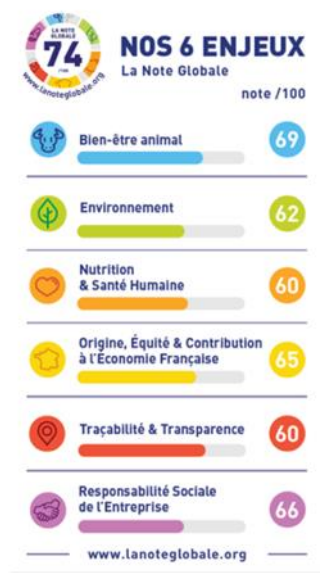 LA NOTE
GLOBALE
74
/100
www.lanoteglobale.org
NOS 6 ENJEUX
La Note Globale
note /100
Bien-être animal
69
Environnement
62
Nutrition
& Santé Humaine
60
Origine, Équité & Contribution
à l'Économie Française
65
Traçabilité & Transparence
60
Responsabilité Sociale
de l'Entreprise
66
www.lanoteglobale.org